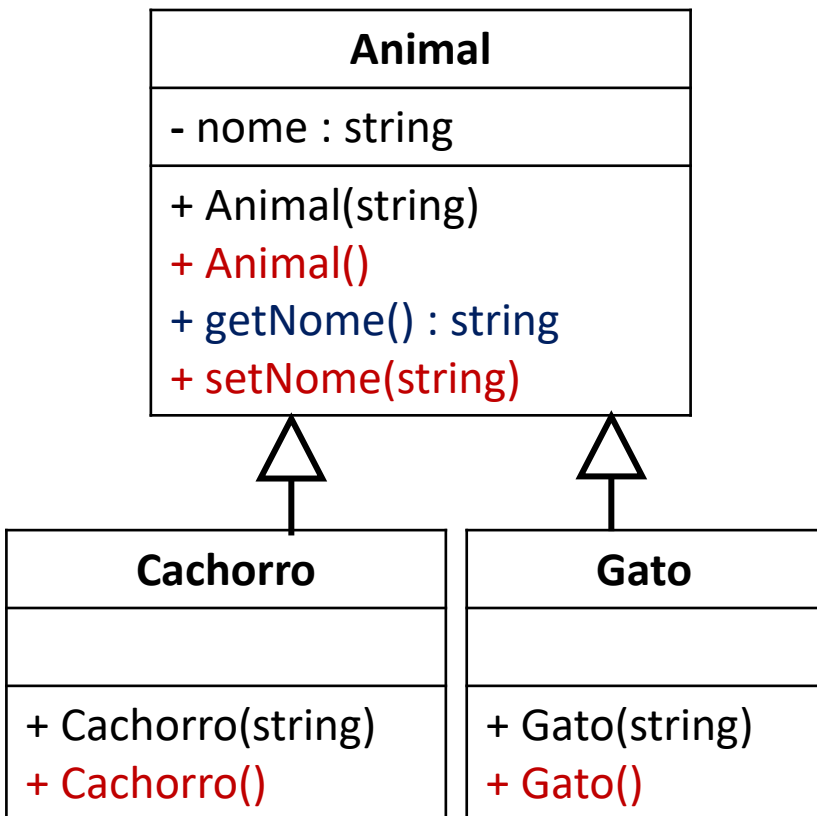 Animal
- nome : string
+ Animal(string)
+ Animal()
+ getNome() : string
+ setNome(string)
Cachorro
+ Cachorro(string)
+ Cachorro()
Gato
+ Gato(string)
+ Gato()